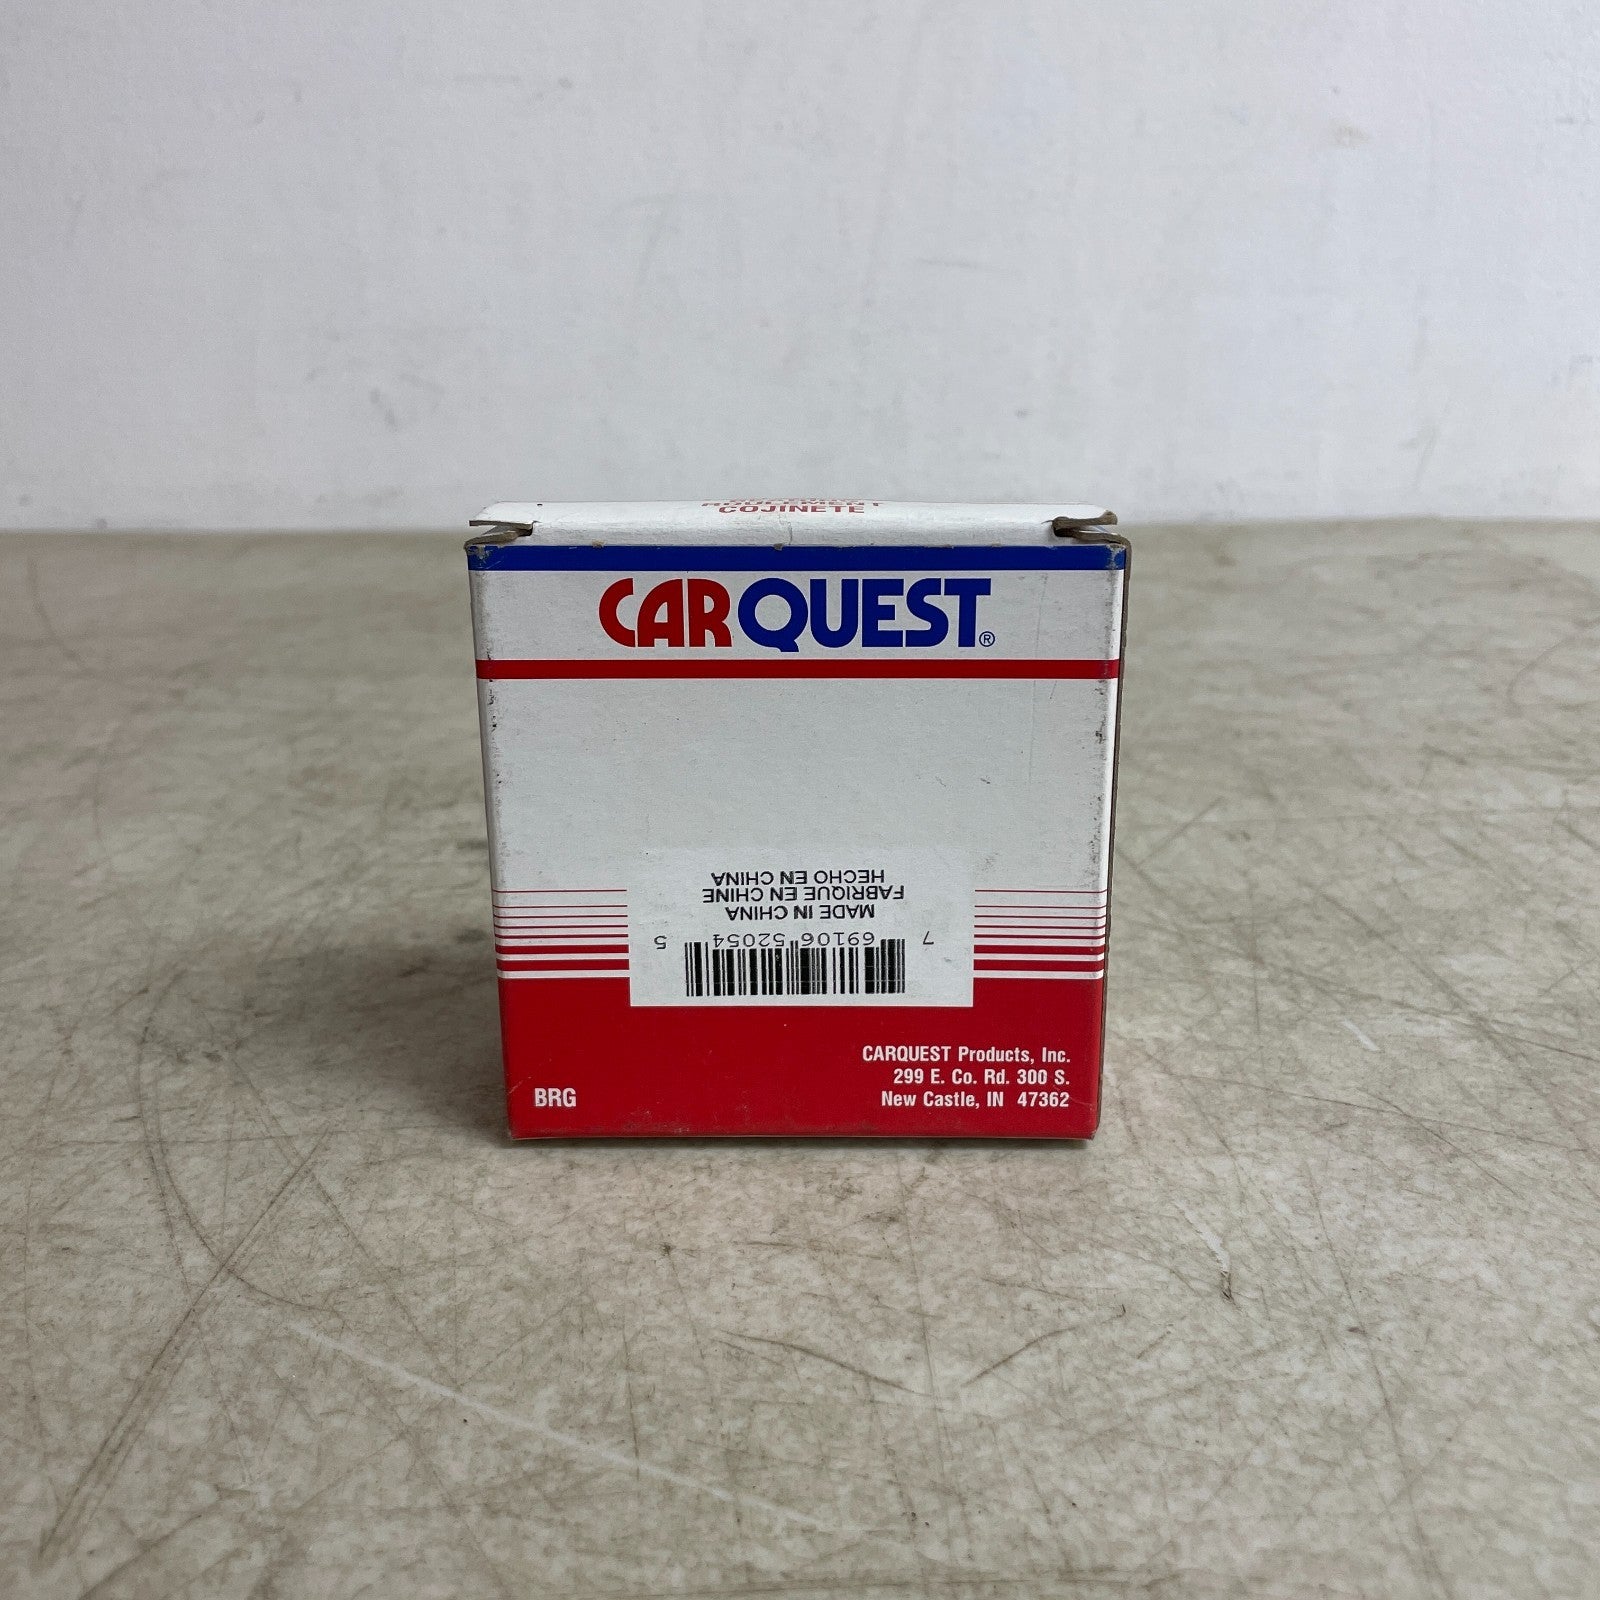 ROULEMENT
COJINETE
CARQUEST®
MADE IN CHINA
FABRIQUE EN CHINE
HECHO EN CHINA
7 69106 52054 5
BRG
CARQUEST Products, Inc.
299 E. Co. Rd. 300 S.
New Castle, IN 47362